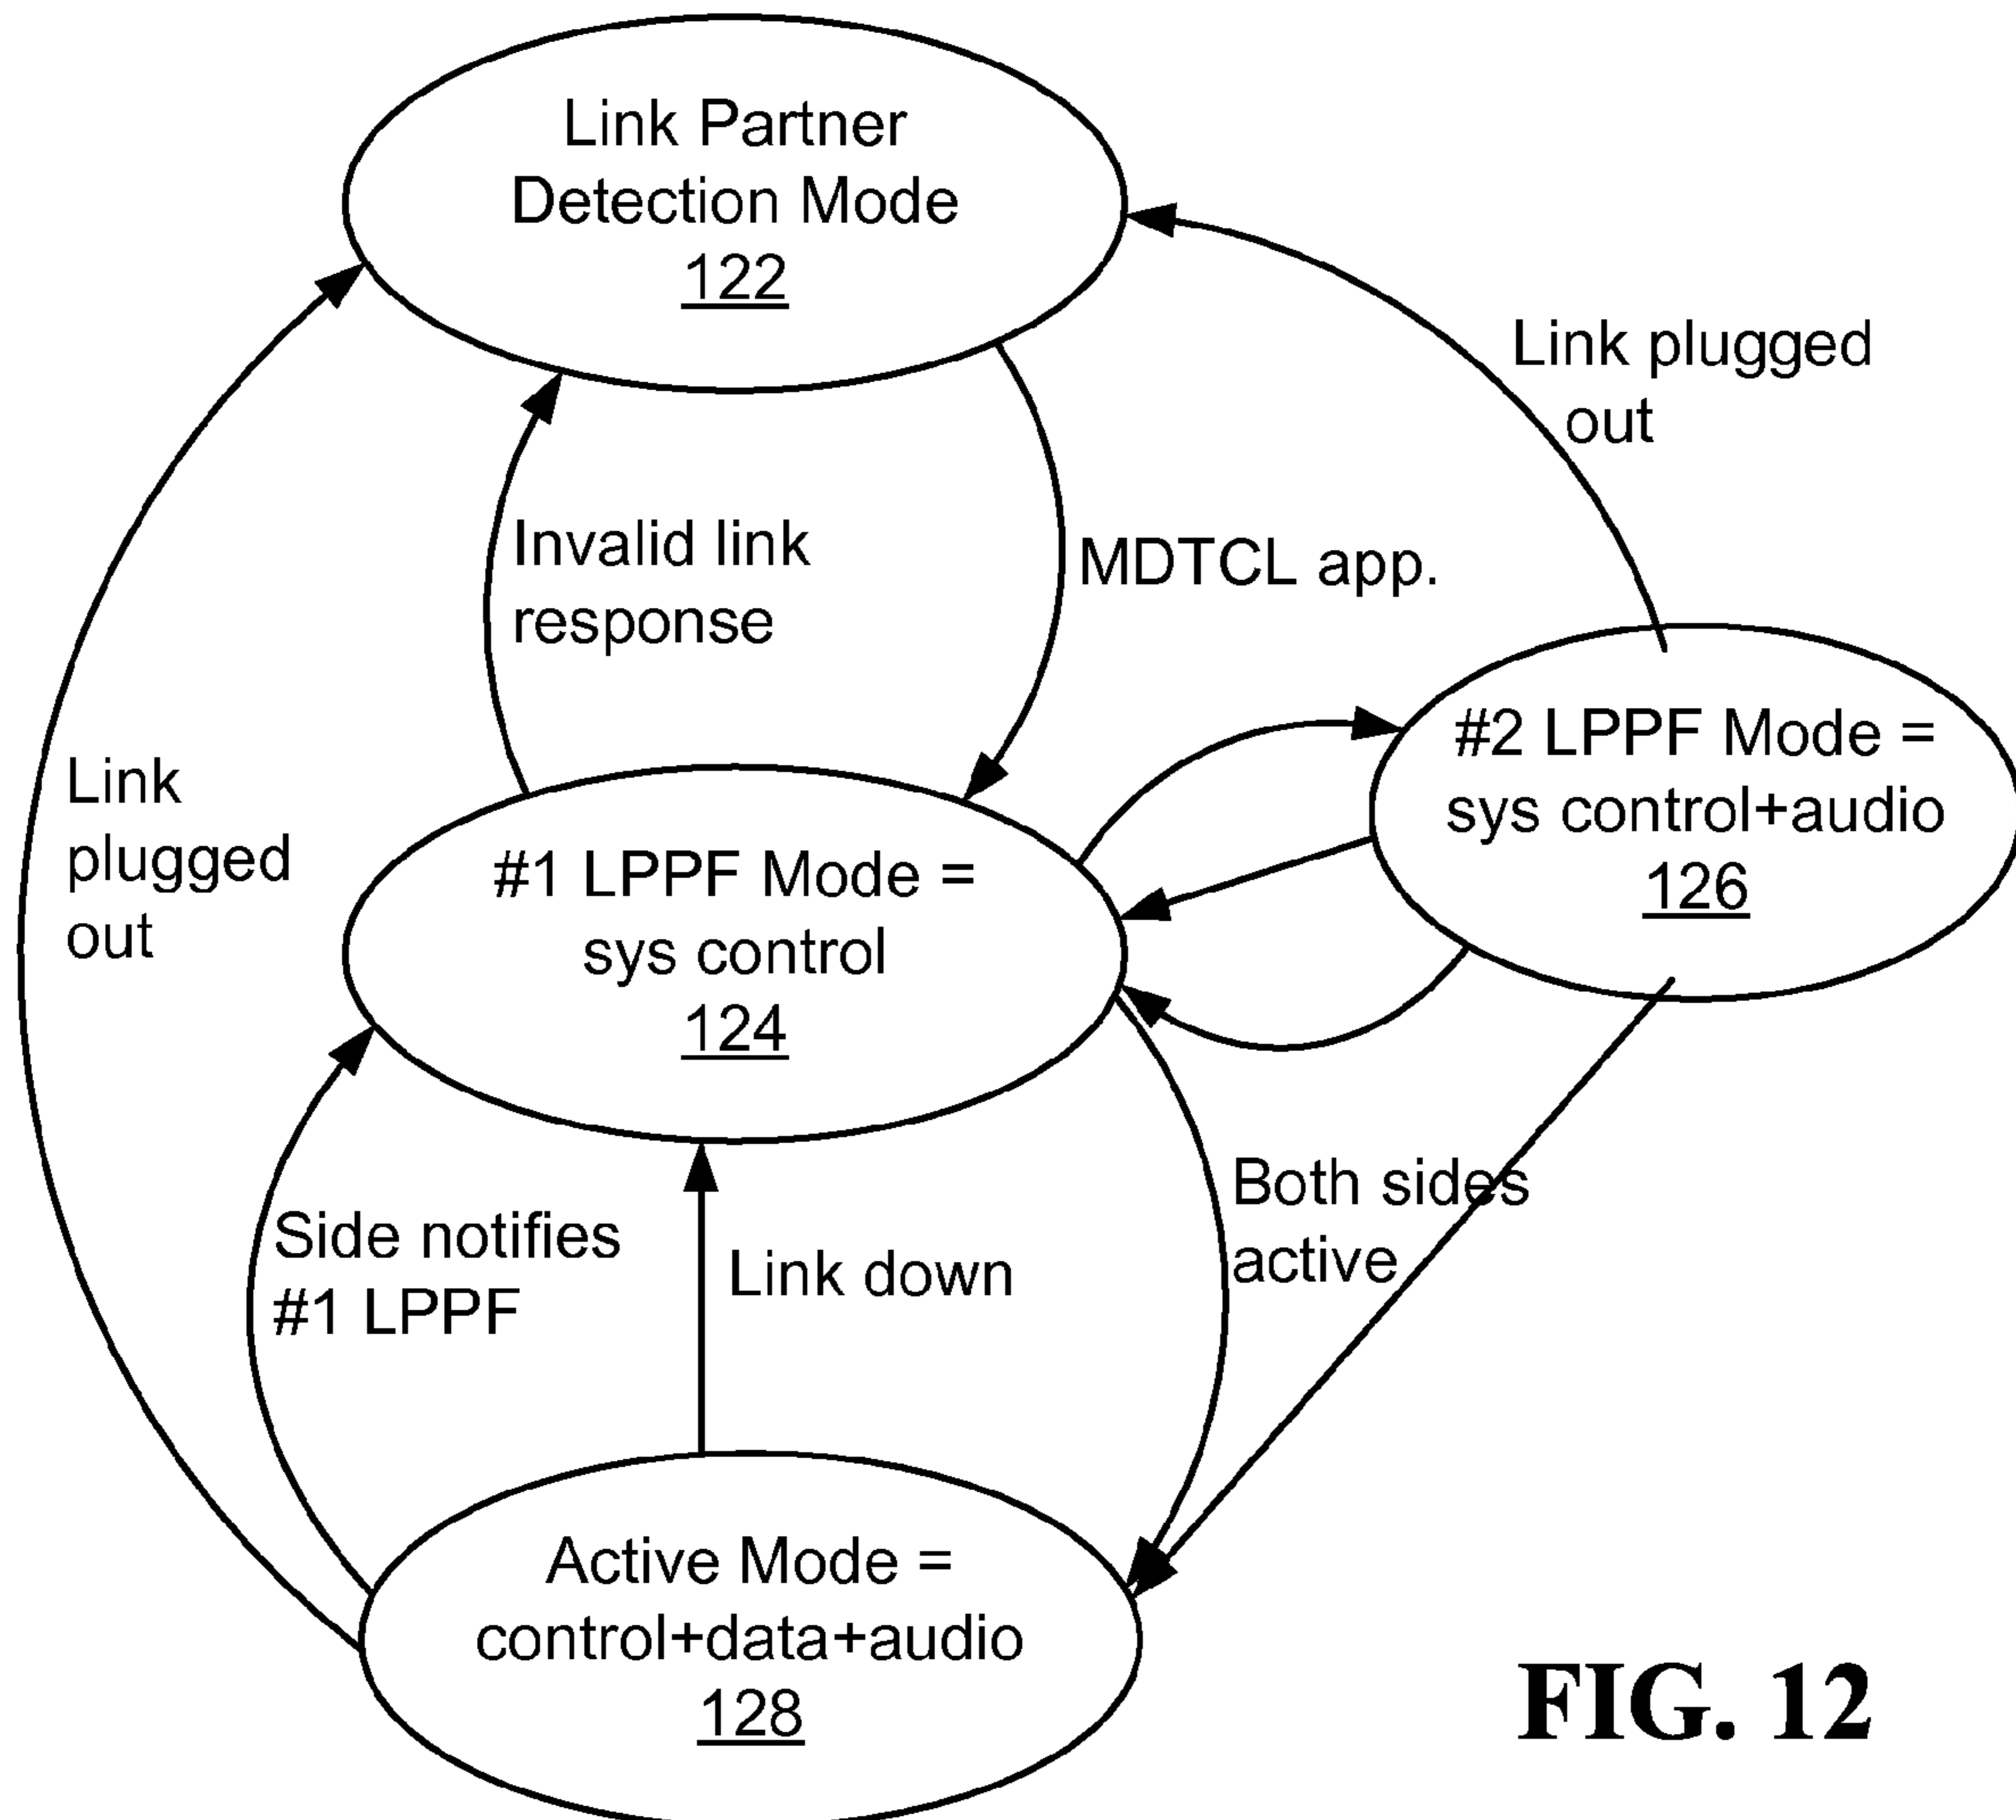 Link Partner
Detection Mode
122
Link plugged
out
Invalid link
response
MDTCL app.
#2 LPPF Mode =
sys control+audio
126
Link
plugged
out
#1 LPPF Mode =
sys control
124
Both sides
active
Side notifies
#1 LPPF
Link down
Active Mode =
control+data+audio
128
FIG. 12